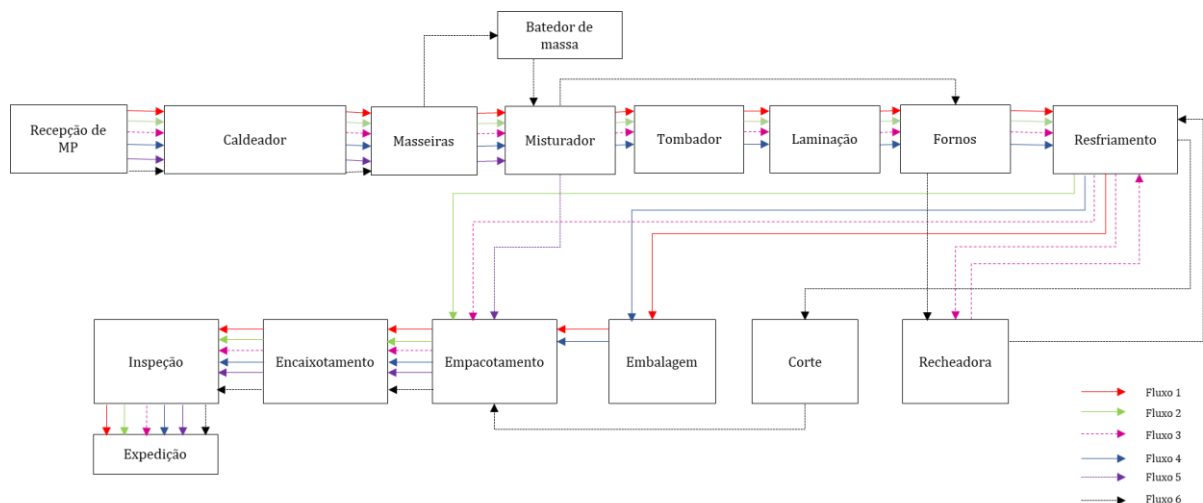 Batedor de
massa
Recepção de
MP
Caldeador
Masseiras
Misturador
Tombador
Laminação
Fornos
Resfriamento
Inspeção
Encaixotamento
Empacotamento
Embalagem
Corte
Recheadora
Expedição
Fluxo 1
Fluxo 2
Fluxo 3
Fluxo 4
Fluxo 5
Fluxo 6